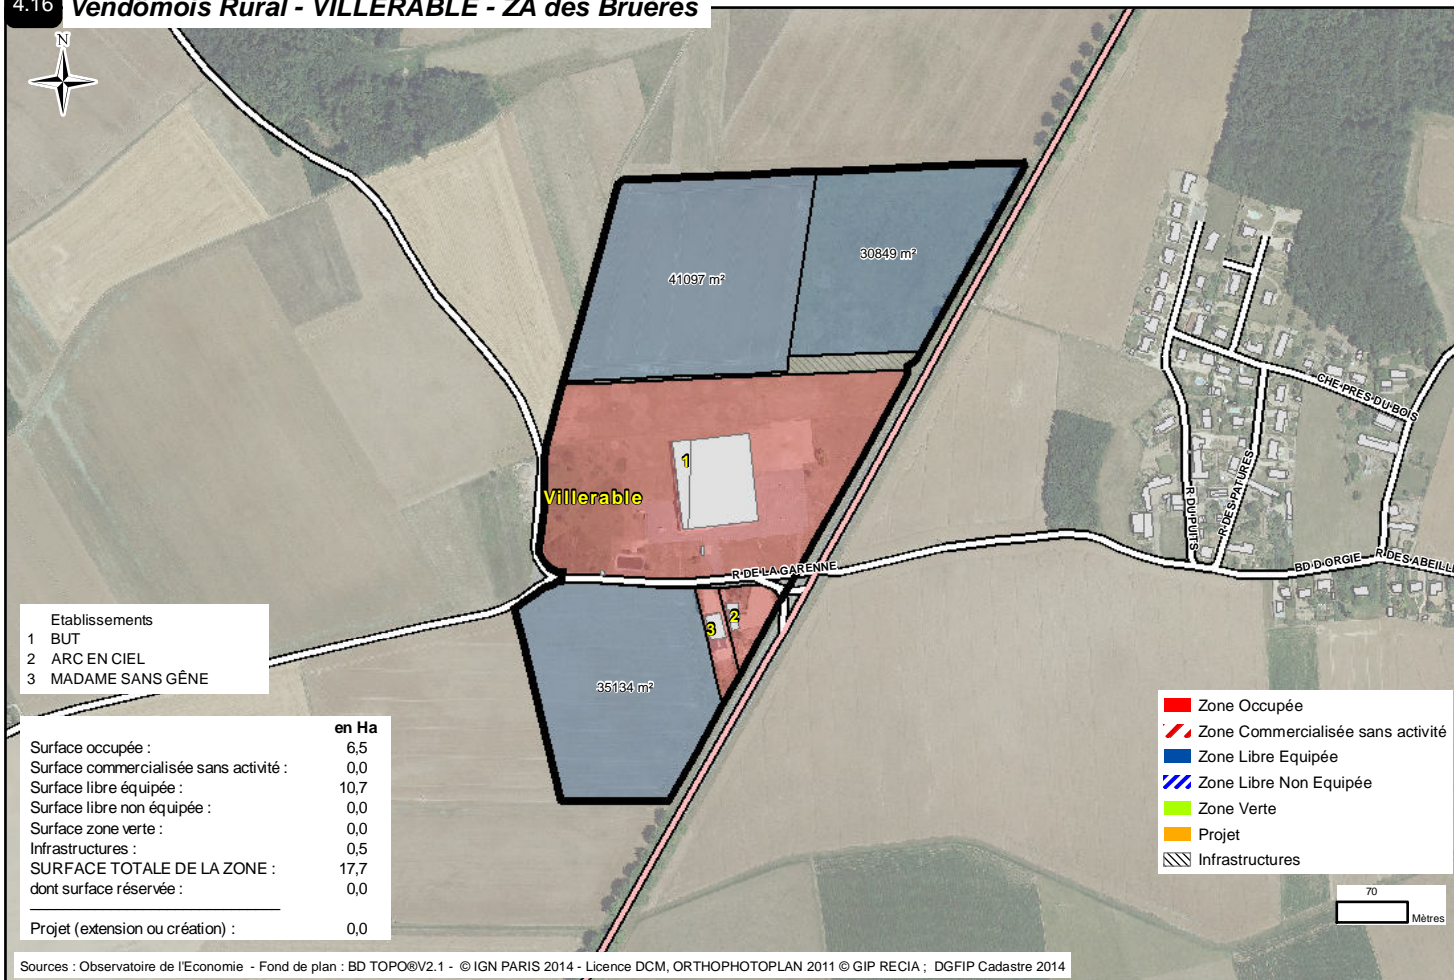 4.16 Vendomois Rural - VILLERABLE - ZA des Bruères
N
41097 m²
30849 m²
1
Villerable
R DE LA GARENNE
CHE PRES DU BOIS
R DES PATURES
R DU PUITS
BD D ORGIE
R DES ABEILLE
3
2
35134 m²
Etablissements
1 BUT
2 ARC EN CIEL
3 MADAME SANS GÊNE
en Ha
Surface occupée : 6,5
Surface commercialisée sans activité : 0,0
Surface libre équipée : 10,7
Surface libre non équipée : 0,0
Surface zone verte : 0,0
Infrastructures : 0,5
SURFACE TOTALE DE LA ZONE : 17,7
dont surface réservée : 0,0
Projet (extension ou création) : 0,0
Zone Occupée
Zone Commercialisée sans activité
Zone Libre Equipée
Zone Libre Non Equipée
Zone Verte
Projet
Infrastructures
70
Mètres
Sources : Observatoire de l'Economie - Fond de plan : BD TOPO®V2.1 - © IGN PARIS 2014 - Licence DCM, ORTHOPHOTOPLAN 2011 © GIP RECIA ; DGFIP Cadastre 2014